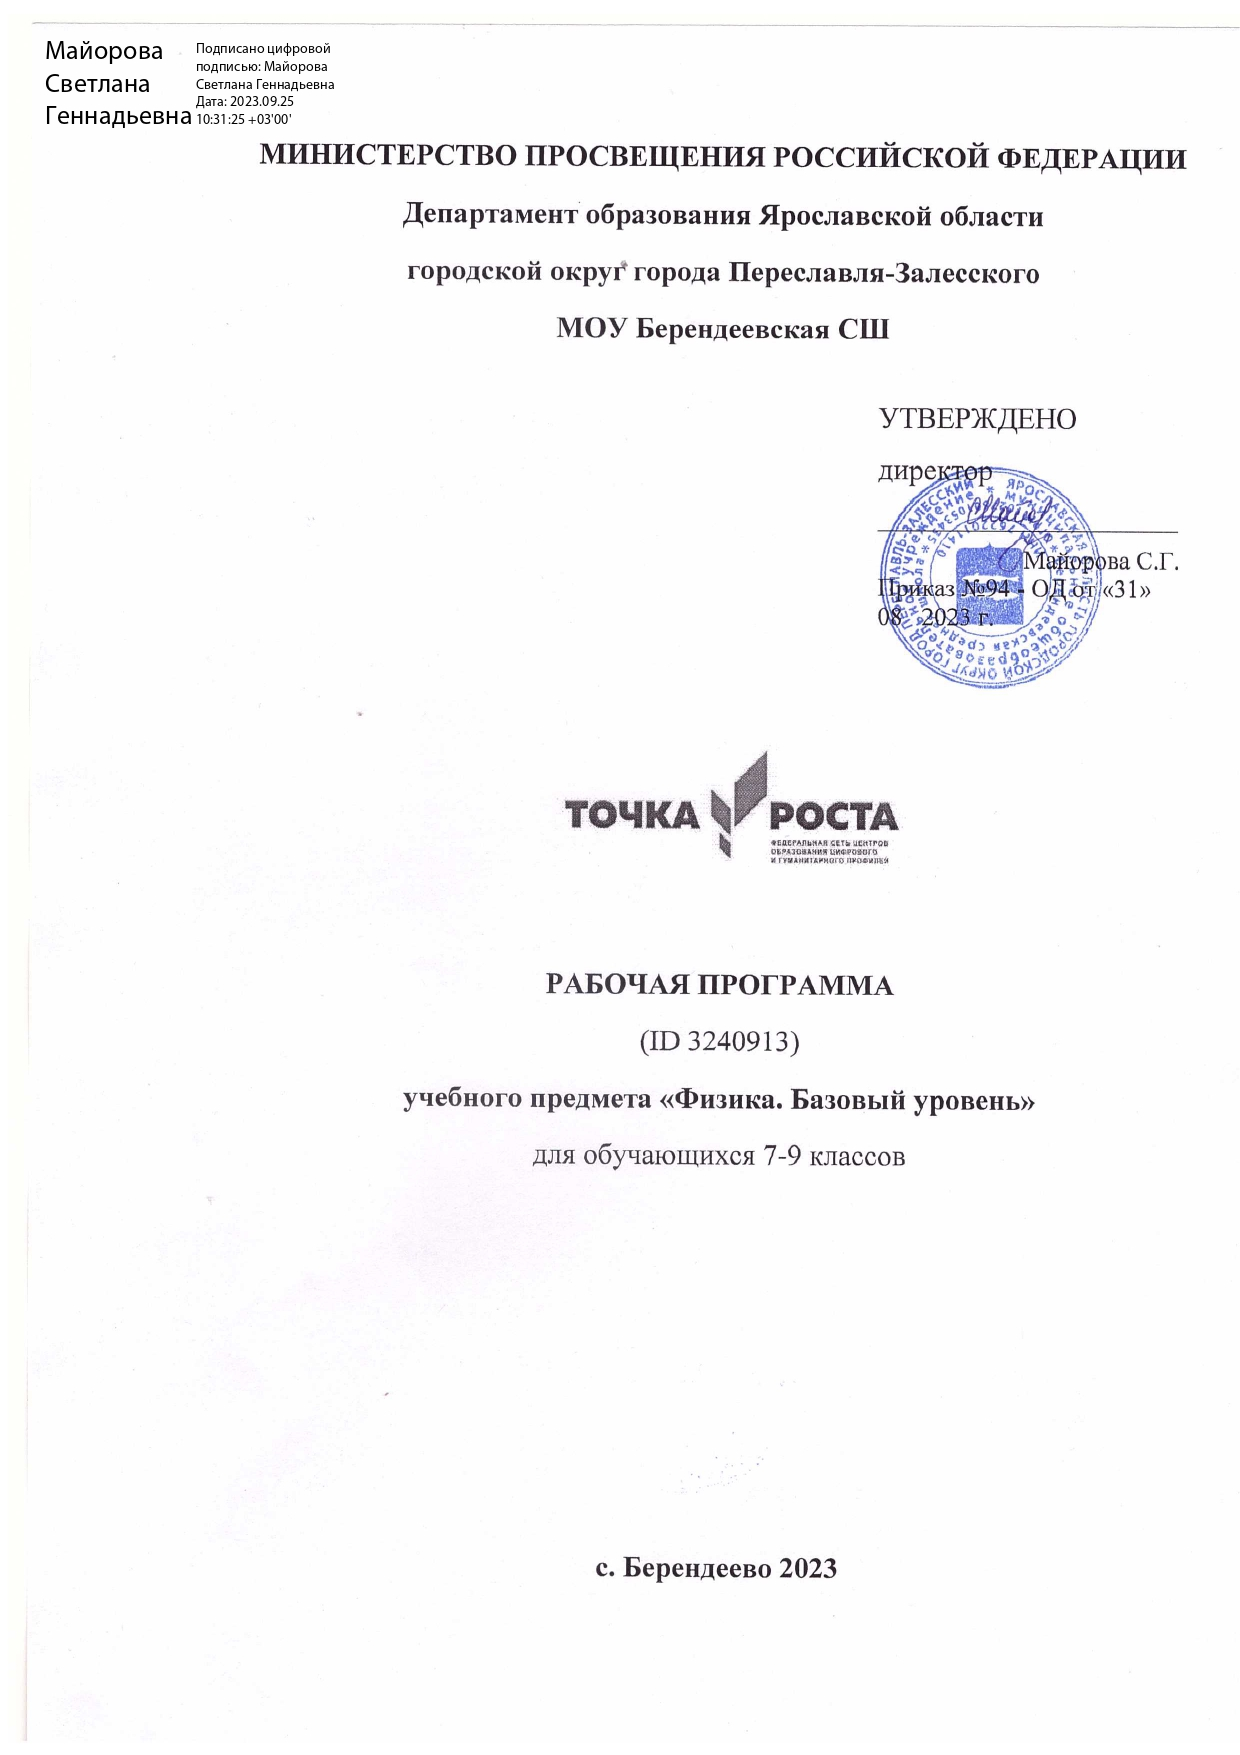 Майорова
Светлана
Геннадьевна
Подписано цифровой
подписью: Майорова
Светлана Геннадьевна
Дата: 2023.09.25
10:31:25 +03'00'
МИНИСТЕРСТВО ПРОСВЕЩЕНИЯ РОССИЙСКОЙ ФЕДЕРАЦИИ
Департамент образования Ярославской области
городской округ города Переславля-Залесского
МОУ Берендеевская СШ
УТВЕРЖДЕНО
директор
Майорова С.Г.
Приказ №94 - ОД от «31»
08 2023 г.
ТОЧКА РОСТА
ФЕДЕРАЛЬНАЯ СЕТЬ ЦЕНТРОВ
ОБРАЗОВАНИЯ ЦИФРОВОГО
И ГУМАНИТАРНОГО ПРОФИЛЕЙ
РАБОЧАЯ ПРОГРАММА
(ID 3240913)
учебного предмета «Физика. Базовый уровень»
для обучающихся 7-9 классов
с. Берендеево 2023